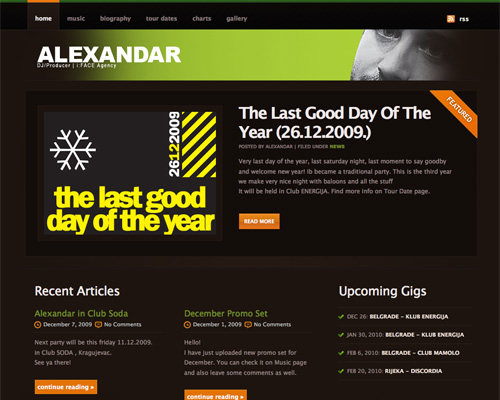 home music biography tour dates charts gallery rss
ALEXANDAR
DJ/Producer | i:FACE Agency
FEATURED
26.12.2009
the last good
day of the year
The Last Good Day Of The
Year (26.12.2009.)
POSTED BY ALEXANDAR | FILED UNDER NEWS
Very last day of the year, last saturday night, last moment to say goodby
and welcome new year! Ib became a traditional party. This is the third year
we make very nice night with baloons and all the stuff
It will be held in Club ENERGIJA. Find more info on Tour Date page.
READ MORE
Recent Articles
Alexandar In Club Soda
December 7, 2009 No Comments
Next party will be this friday 11.12.2009.
In Club SODA , Kragujevac.
See ya there!
continue reading »
December Promo Set
December 1, 2009 No Comments
Hello!
I have just uploaded new promo set for
December. You can check it on Music page
and also leave some comments as well.
continue reading »
Upcoming Gigs
DEC 26: BELGRADE - KLUB ENERGIJA
JAN 30, 2010: BELGRADE - KLUB ENERGIJA
FEB 6, 2010: BELGRADE - CLUB MAMOLO
FEB 20, 2010: RIJEKA - DISCORDIA